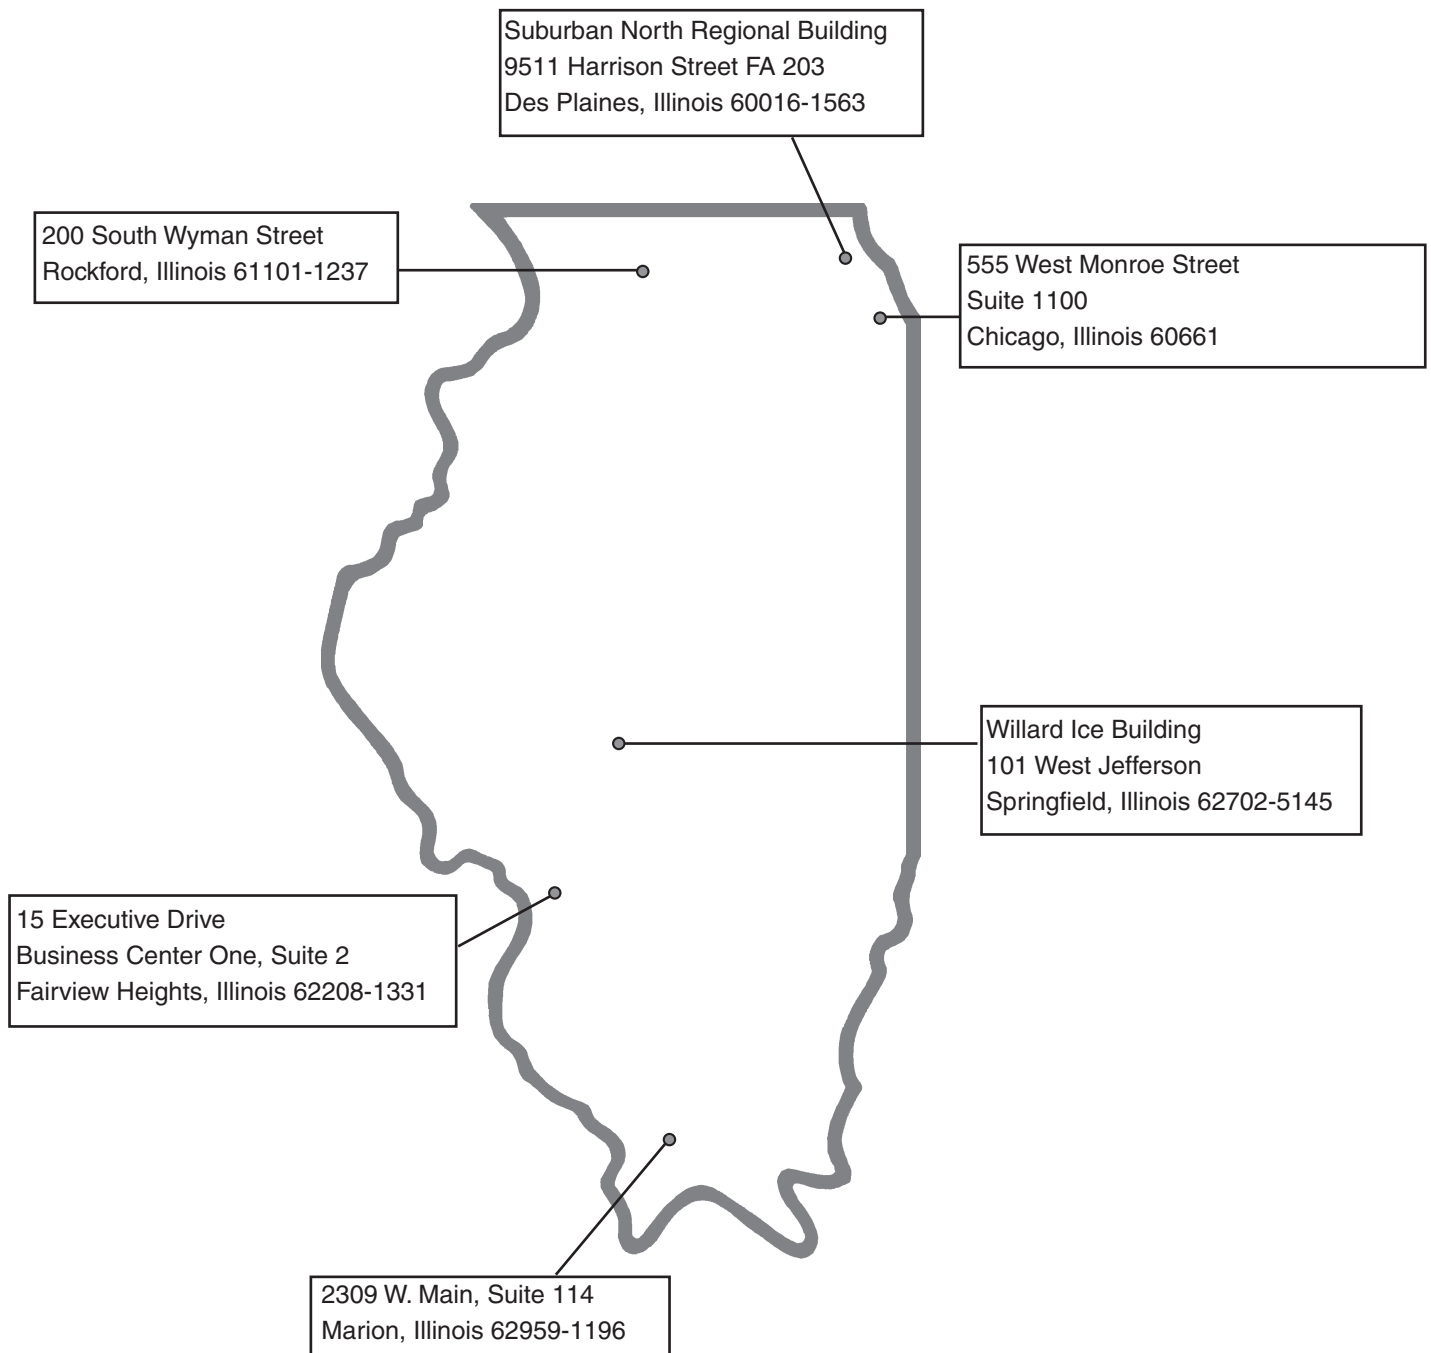 Suburban North Regional Building
9511 Harrison Street FA 203
Des Plaines, Illinois 60016-1563
200 South Wyman Street
Rockford, Illinois 61101-1237
555 West Monroe Street
Suite 1100
Chicago, Illinois 60661
Willard Ice Building
101 West Jefferson
Springfield, Illinois 62702-5145
15 Executive Drive
Business Center One, Suite 2
Fairview Heights, Illinois 62208-1331
2309 W. Main, Suite 114
Marion, Illinois 62959-1196